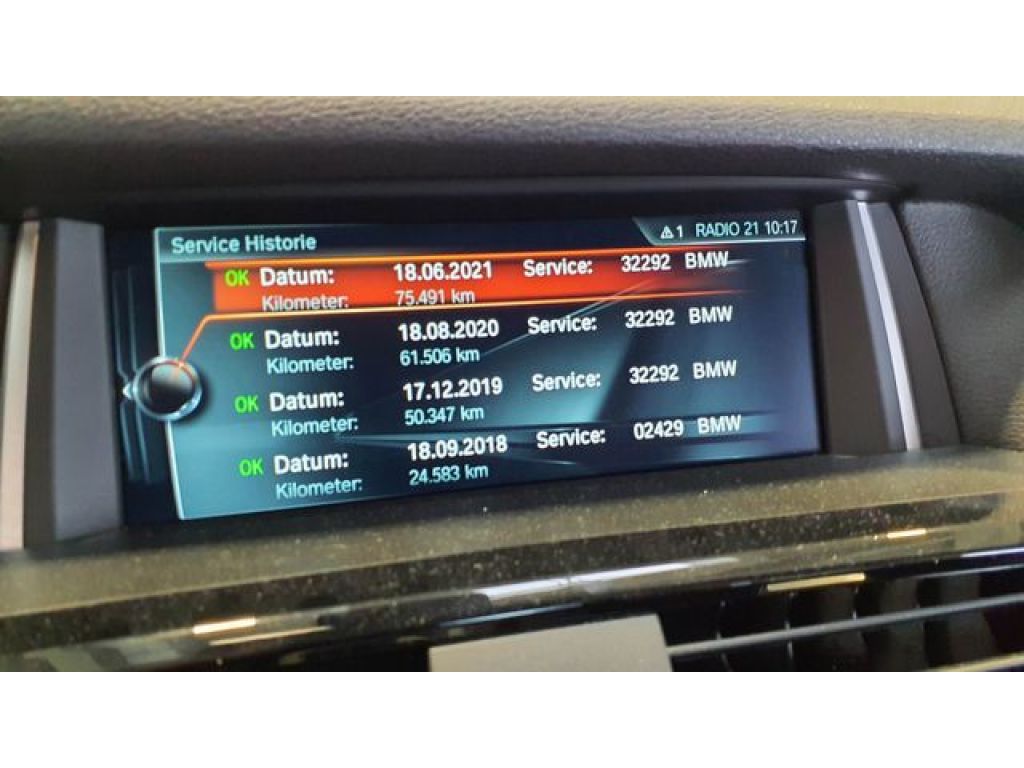 Service Historie
1 RADIO 21 10:17
OK Datum: 18.06.2021 Service: 32292 BMW
Kilometer: 75.491 km
OK Datum: 18.08.2020 Service: 32292 BMW
Kilometer: 61.506 km
OK Datum: 17.12.2019 Service: 32292 BMW
Kilometer: 50.347 km
OK Datum: 18.09.2018 Service: 02429 BMW
Kilometer: 24.583 km